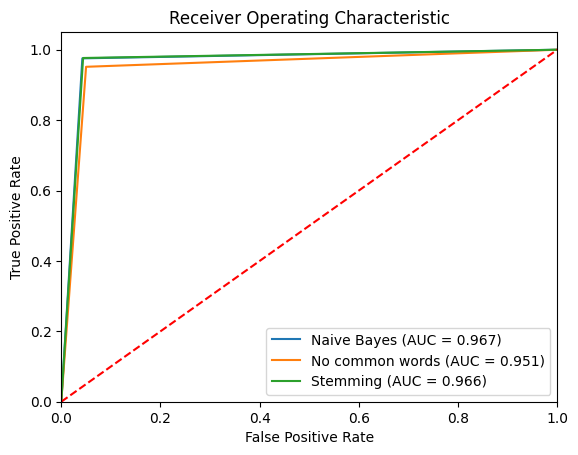 Receiver Operating Characteristic
True Positive Rate
1.0
0.8
0.6
0.4
0.2
0.0
Naive Bayes (AUC = 0.967)
No common words (AUC = 0.951)
Stemming (AUC = 0.966)
0.0 0.2 0.4 0.6 0.8 1.0
False Positive Rate